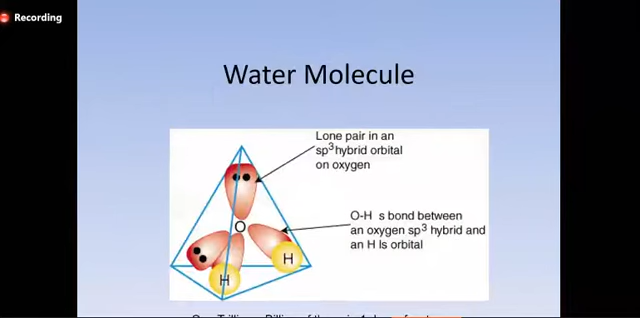 Recording
Water Molecule
Lone pair in an
sp3 hybrid orbital
on oxygen
O
O-H s bond between
an oxygen sp3 hybrid and
an H ls orbital
H
H